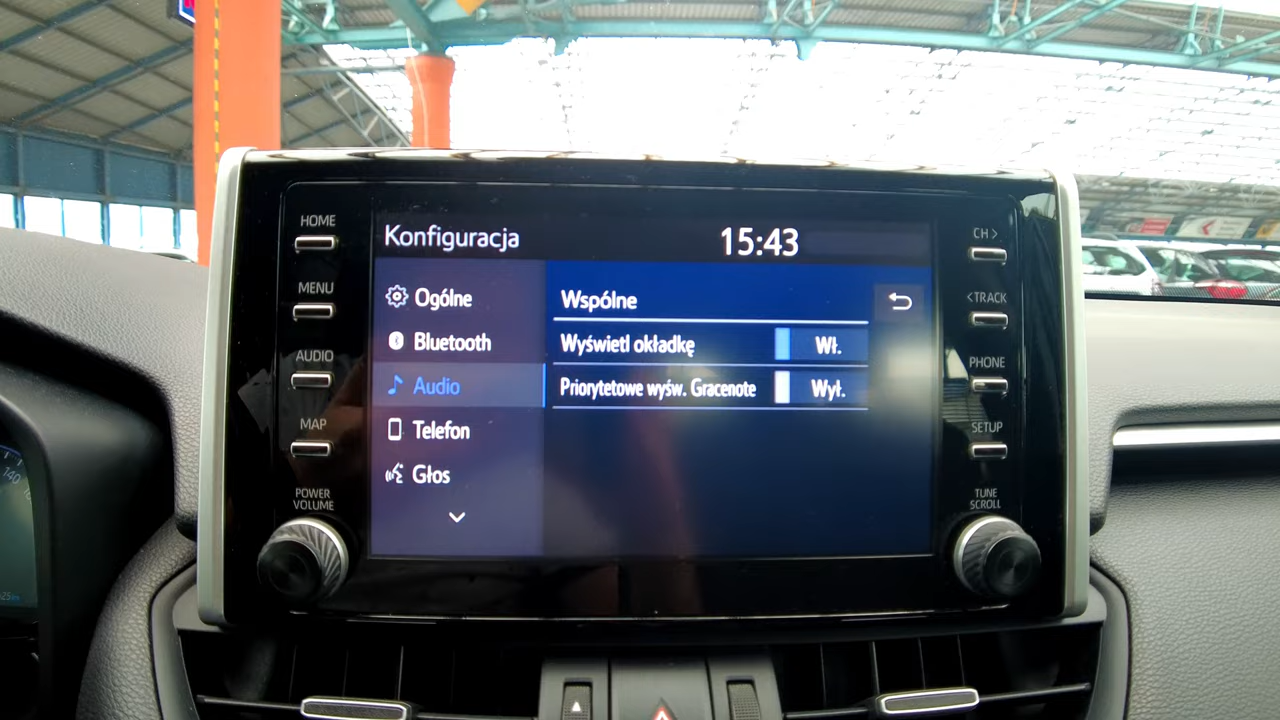 HOME
MENU
AUDIO
MAP
POWER
VOLUME
Konfiguracja
15:43
Ogólne
Bluetooth
Audio
Telefon
Głos
Wspólne
Wyświetl okładkę Wł.
Priorytetowe wyśw. Gracenote Wył.
CH >
<TRACK
PHONE
SETUP
TUNE
SCROLL
140